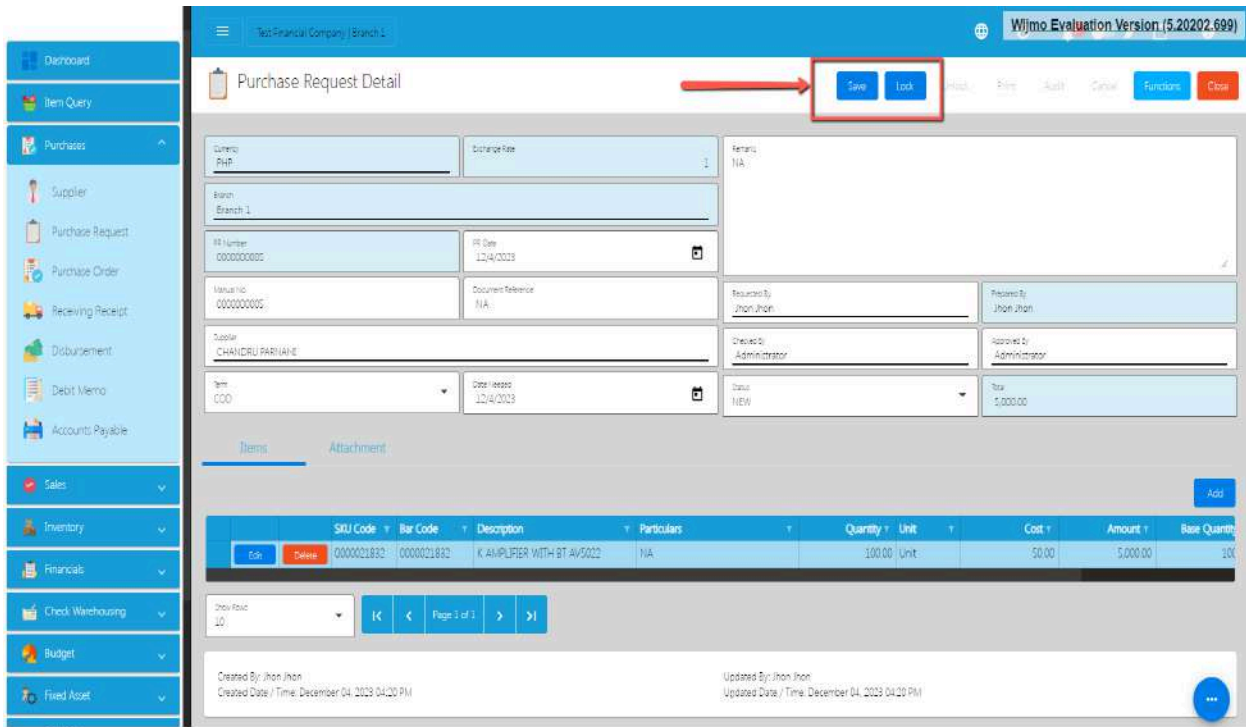 Test Financial Company | Branch 1
Wijmo Evaluation Version (5.20202.699)
Dashboard
Item Query
Purchases
Supplier
Purchase Request
Purchase Order
Receiving Receipt
Disbursement
Debit Memo
Accounts Payable
Sales
Inventory
Financials
Check Warehousing
Budget
Fixed Asset
Purchase Request Detail
Save Lock Unlock Print Audit Cancel Functions Close
Currency
PHP
Exchange Rate
1
Remarks
NA
Branch
Branch 1
PR Number
0000000005
PR Date
12/4/2023
Manual No.
0000000005
Document Reference
NA
Requested By
Jhon Jhon
Prepared By
Jhon Jhon
Supplier
CHANDRU PARNANI
Checked By
Administrator
Approved By
Administrator
Term
COD
Date Needed
12/4/2023
Status
NEW
Total
5,000.00
Items Attachment
Add
SKU Code Bar Code Description Particulars Quantity Unit Cost Amount Base Quantity
Edit Delete 0000021832 0000021832 K AMPLIFIER WITH BT AV5022 NA 100.00 Unit 50.00 5,000.00 100
Show Rows
10
Page 1 of 1
Created By: Jhon Jhon
Created Date / Time: December 04, 2023 04:20 PM
Updated By: Jhon Jhon
Updated Date / Time: December 04, 2023 04:20 PM